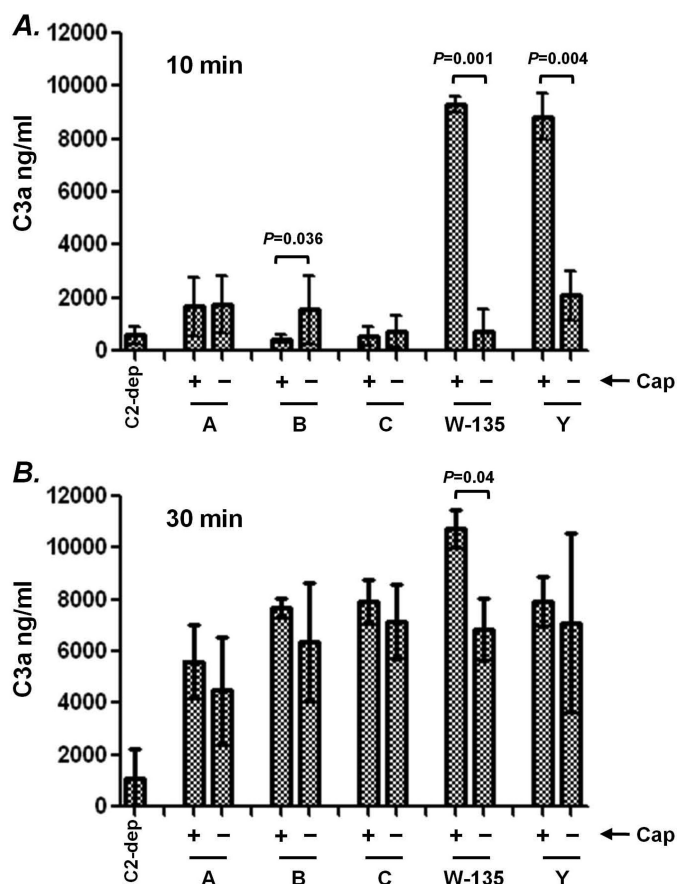 A.
10 min
C3a ng/ml
12000
10000
8000
6000
4000
2000
0
P=0.036
P=0.001
P=0.004
C2-dep
+ − + − + − + − + − ← Cap
A B C W-135 Y
B.
30 min
C3a ng/ml
12000
10000
8000
6000
4000
2000
0
P=0.04
C2-dep
+ − + − + − + − + − ← Cap
A B C W-135 Y